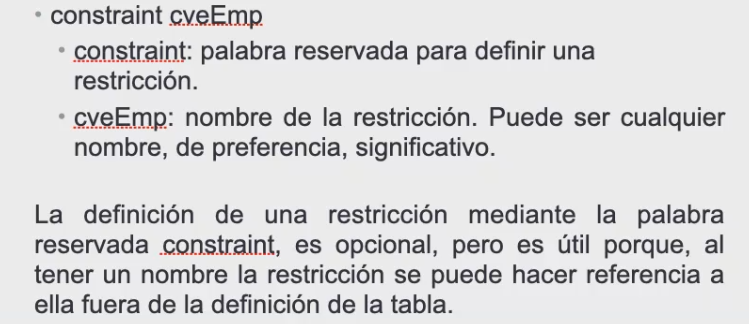 • constraint cveEmp
• constraint: palabra reservada para definir una
restricción.
• cveEmp: nombre de la restricción. Puede ser cualquier
nombre, de preferencia, significativo.
La definición de una restricción mediante la palabra
reservada constraint, es opcional, pero es útil porque, al
tener un nombre la restricción se puede hacer referencia a
ella fuera de la definición de la tabla.